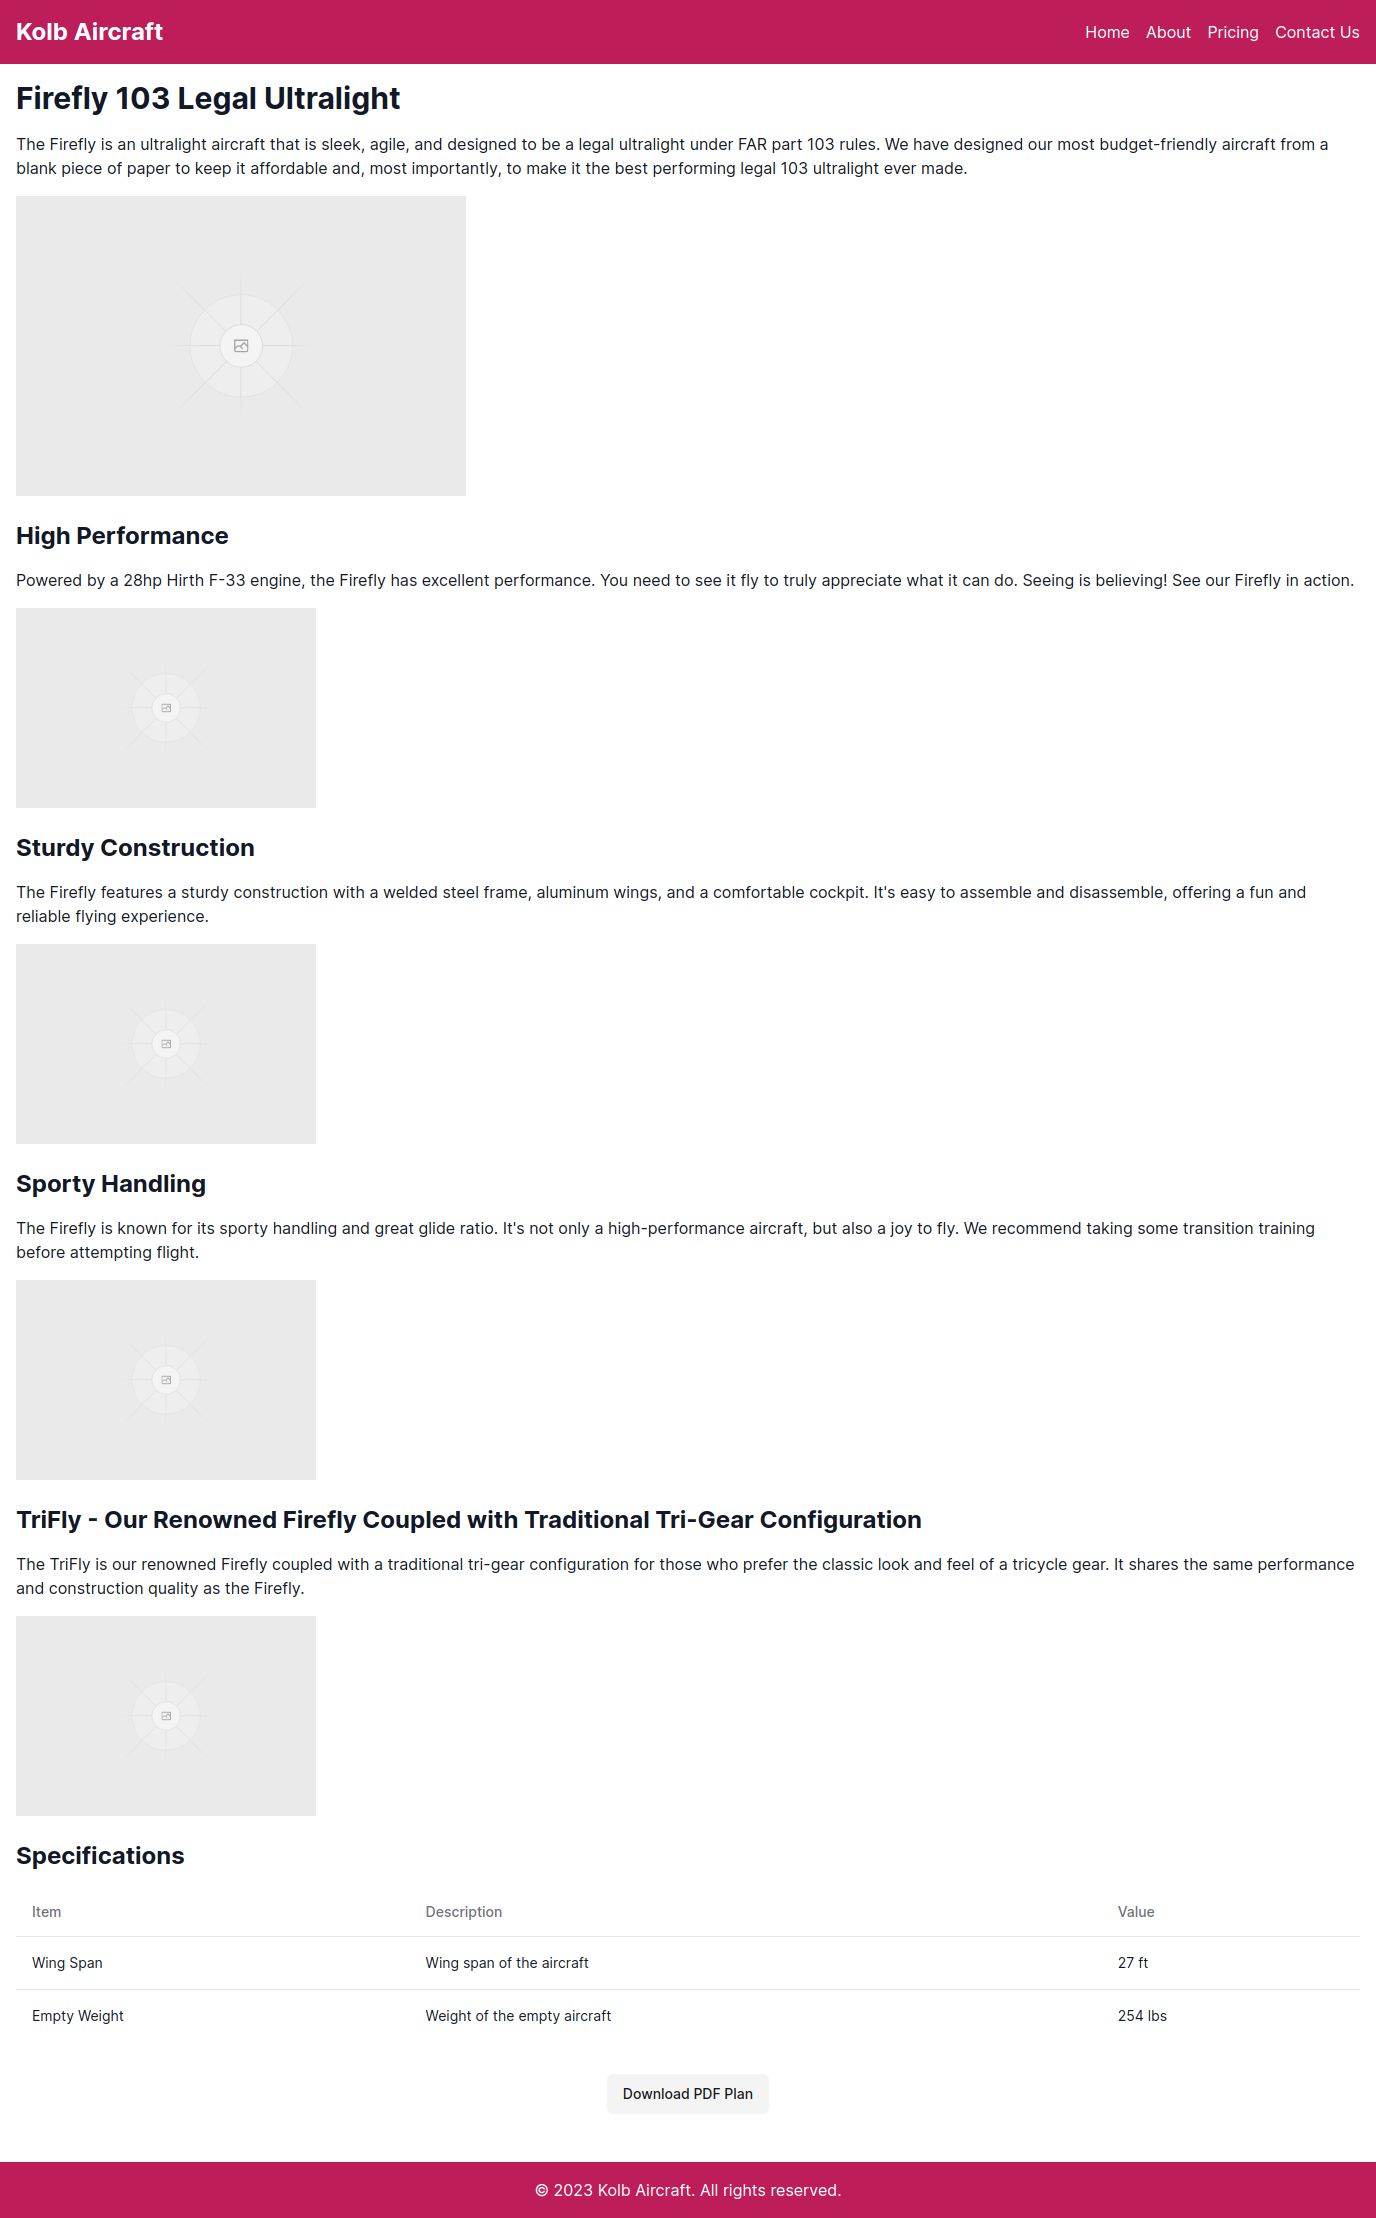 Kolb Aircraft
Home About Pricing Contact Us
Firefly 103 Legal Ultralight
The Firefly is an ultralight aircraft that is sleek, agile, and designed to be a legal ultralight under FAR part 103 rules. We have designed our most budget-friendly aircraft from a
blank piece of paper to keep it affordable and, most importantly, to make it the best performing legal 103 ultralight ever made.
High Performance
Powered by a 28hp Hirth F-33 engine, the Firefly has excellent performance. You need to see it fly to truly appreciate what it can do. Seeing is believing! See our Firefly in action.
Sturdy Construction
The Firefly features a sturdy construction with a welded steel frame, aluminum wings, and a comfortable cockpit. It's easy to assemble and disassemble, offering a fun and
reliable flying experience.
Sporty Handling
The Firefly is known for its sporty handling and great glide ratio. It's not only a high-performance aircraft, but also a joy to fly. We recommend taking some transition training
before attempting flight.
TriFly - Our Renowned Firefly Coupled with Traditional Tri-Gear Configuration
The TriFly is our renowned Firefly coupled with a traditional tri-gear configuration for those who prefer the classic look and feel of a tricycle gear. It shares the same performance
and construction quality as the Firefly.
Specifications
Item Description Value
Wing Span Wing span of the aircraft 27 ft
Empty Weight Weight of the empty aircraft 254 lbs
Download PDF Plan
© 2023 Kolb Aircraft. All rights reserved.